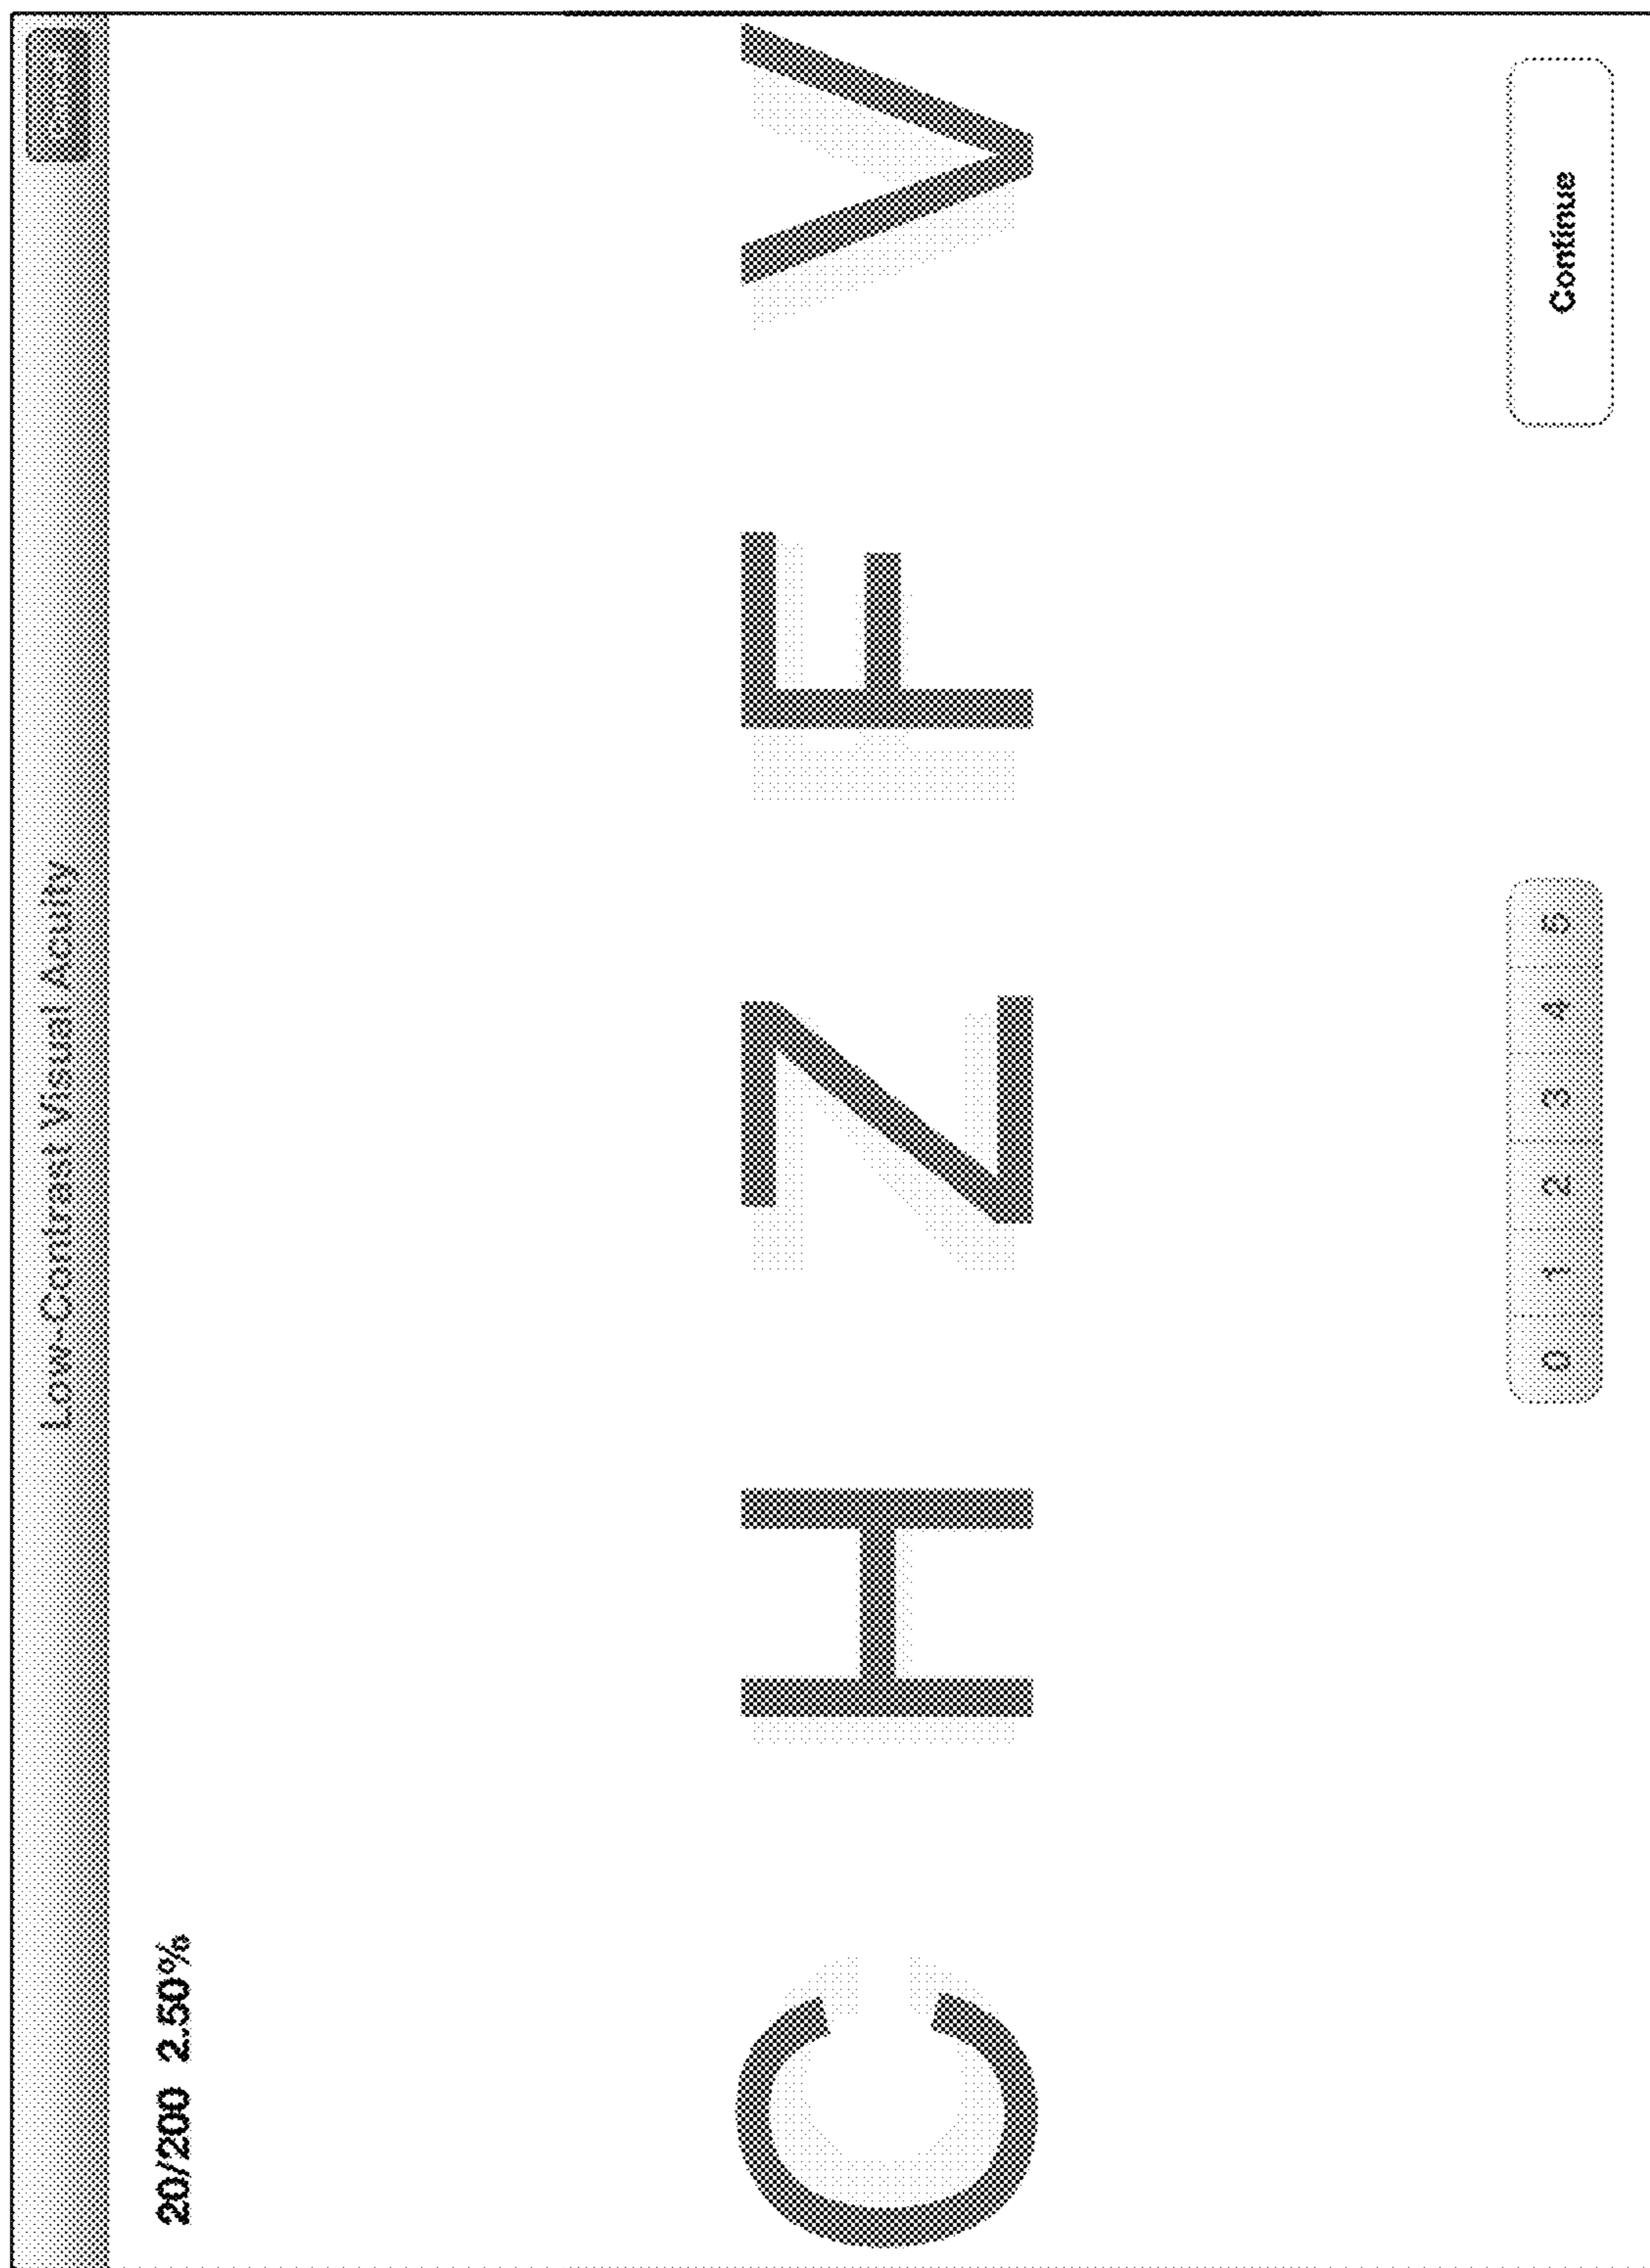 Low-Contrast Visual Acuity
20/200 2.50%
C H Z F V
0 1 2 3 4 5
Continue